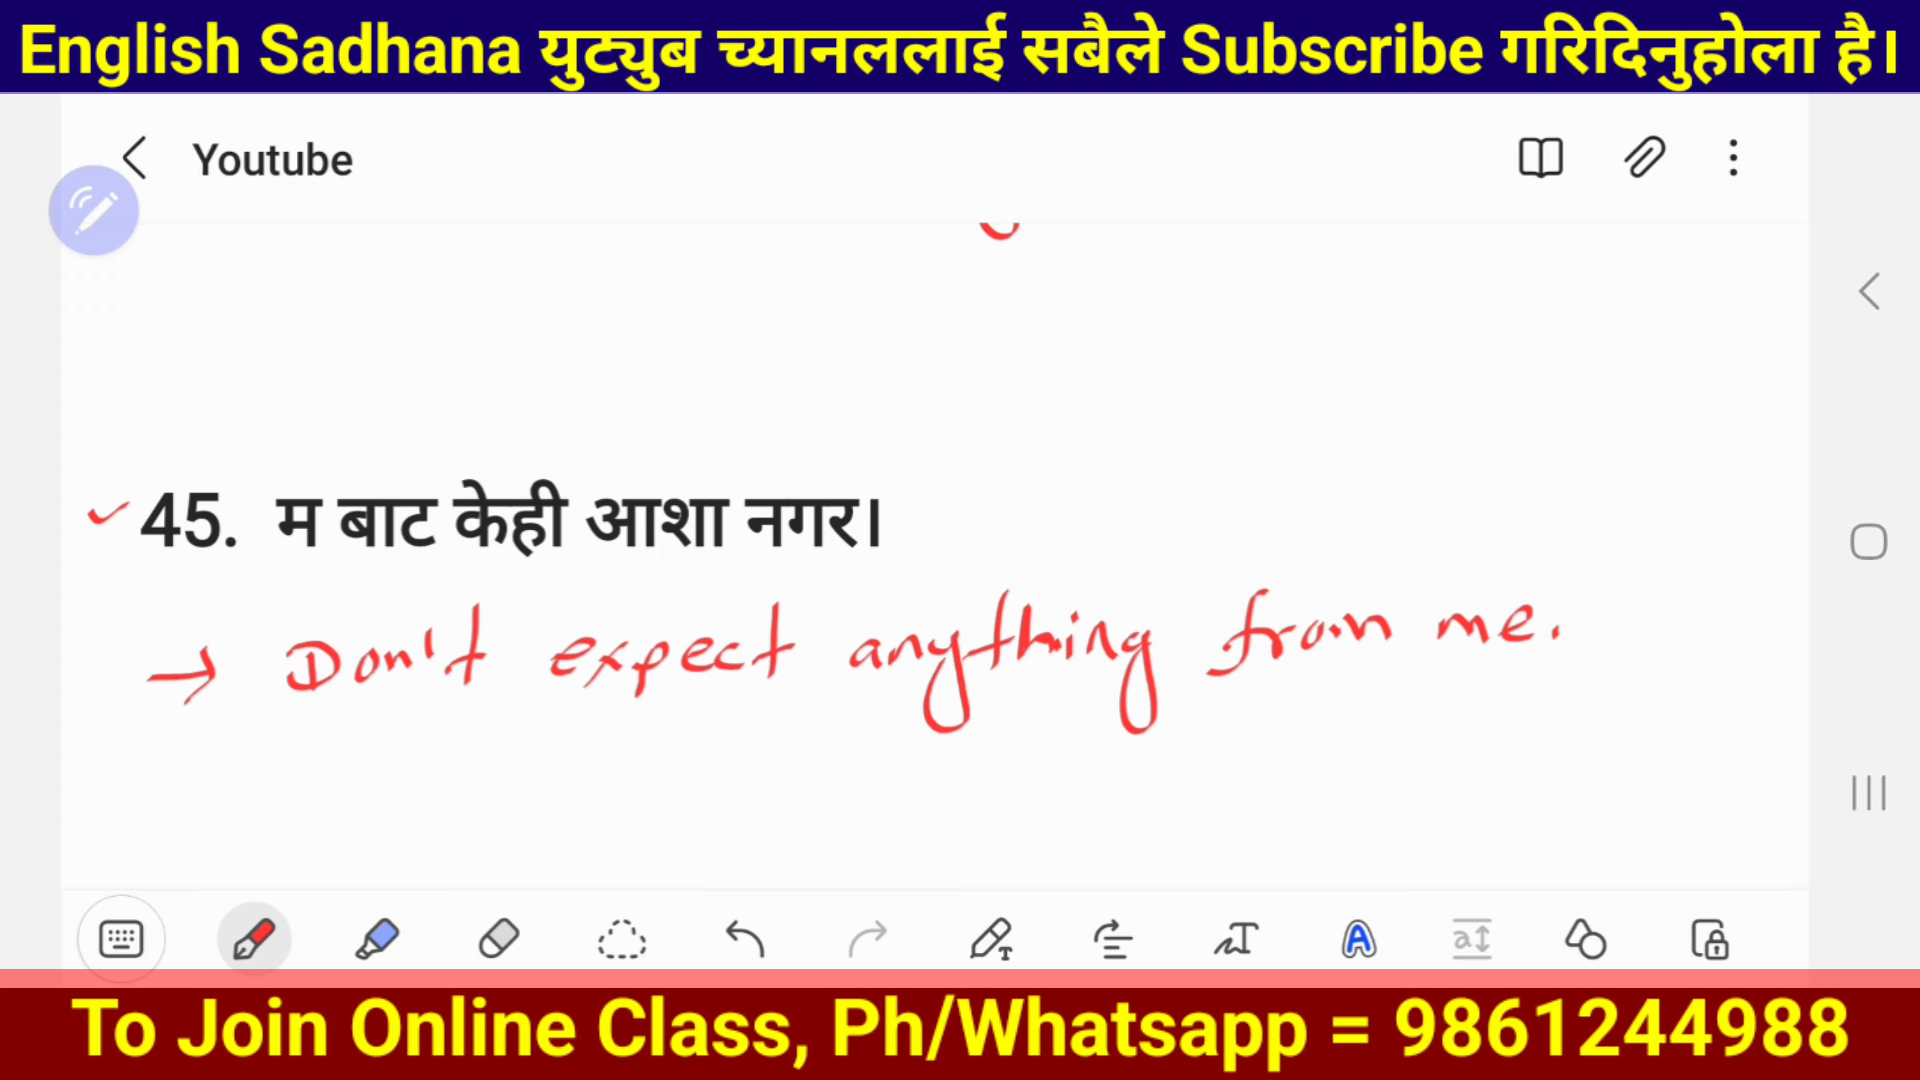 English Sadhana युट्युब च्यानललाई सबैले Subscribe गरिदिनुहोला है।
Youtube
45. म बाट केही आशा नगर।
→ Don't expect anything from me.
To Join Online Class, Ph/Whatsapp = 9861244988